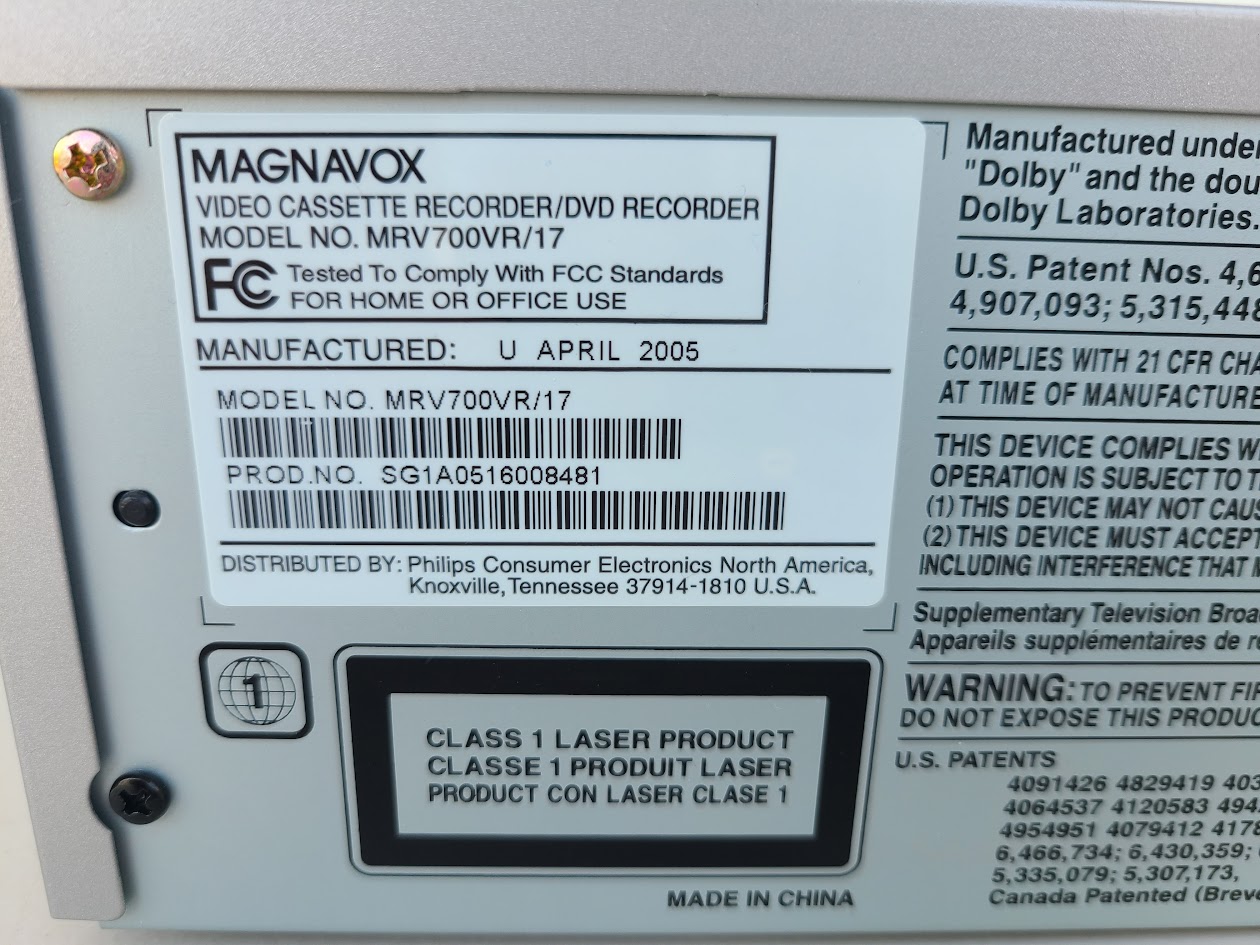 MAGNAVOX
VIDEO CASSETTE RECORDER/DVD RECORDER
MODEL NO. MRV700VR/17
FC Tested To Comply With FCC Standards
FOR HOME OR OFFICE USE
MANUFACTURED: U APRIL 2005
MODEL NO. MRV700VR/17
PROD.NO. SG1A0516008481
DISTRIBUTED BY: Philips Consumer Electronics North America,
Knoxville, Tennessee 37914-1810 U.S.A.
1
CLASS 1 LASER PRODUCT
CLASSE 1 PRODUIT LASER
PRODUCT CON LASER CLASE 1
MADE IN CHINA
Manufactured under
"Dolby" and the dou
Dolby Laboratories.
U.S. Patent Nos. 4,6
4,907,093; 5,315,448
COMPLIES WITH 21 CFR CHA
AT TIME OF MANUFACTURE
THIS DEVICE COMPLIES WI
OPERATION IS SUBJECT TO T
(1) THIS DEVICE MAY NOT CAUS
(2) THIS DEVICE MUST ACCEPT
INCLUDING INTERFERENCE THAT M
Supplementary Television Broa
Appareils supplémentaires de r
WARNING: TO PREVENT FIR
DO NOT EXPOSE THIS PRODUC
U.S. PATENTS
4091426 4829419 403
4064537 4120583 494
4954951 4079412 4178
6,466,734; 6,430,359;
5,335,079; 5,307,173,
Canada Patented (Breve